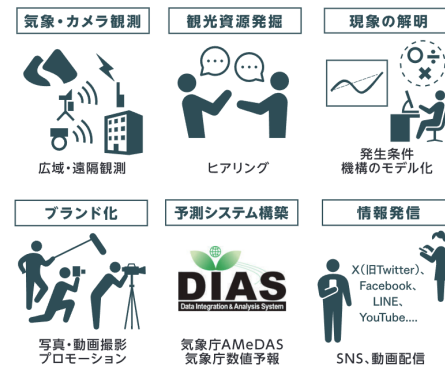 気象・カメラ観測
観光資源発掘
現象の解明
広域・遠隔観測
ヒアリング
発生条件
機構のモデル化
ブランド化
予測システム構築
情報発信
DIAS
Data Integration & Analysis System
X(旧Twitter)、
Facebook、
LINE、
YouTube....
写真・動画撮影
プロモーション
気象庁AMeDAS
気象庁数値予報
SNS、動画配信